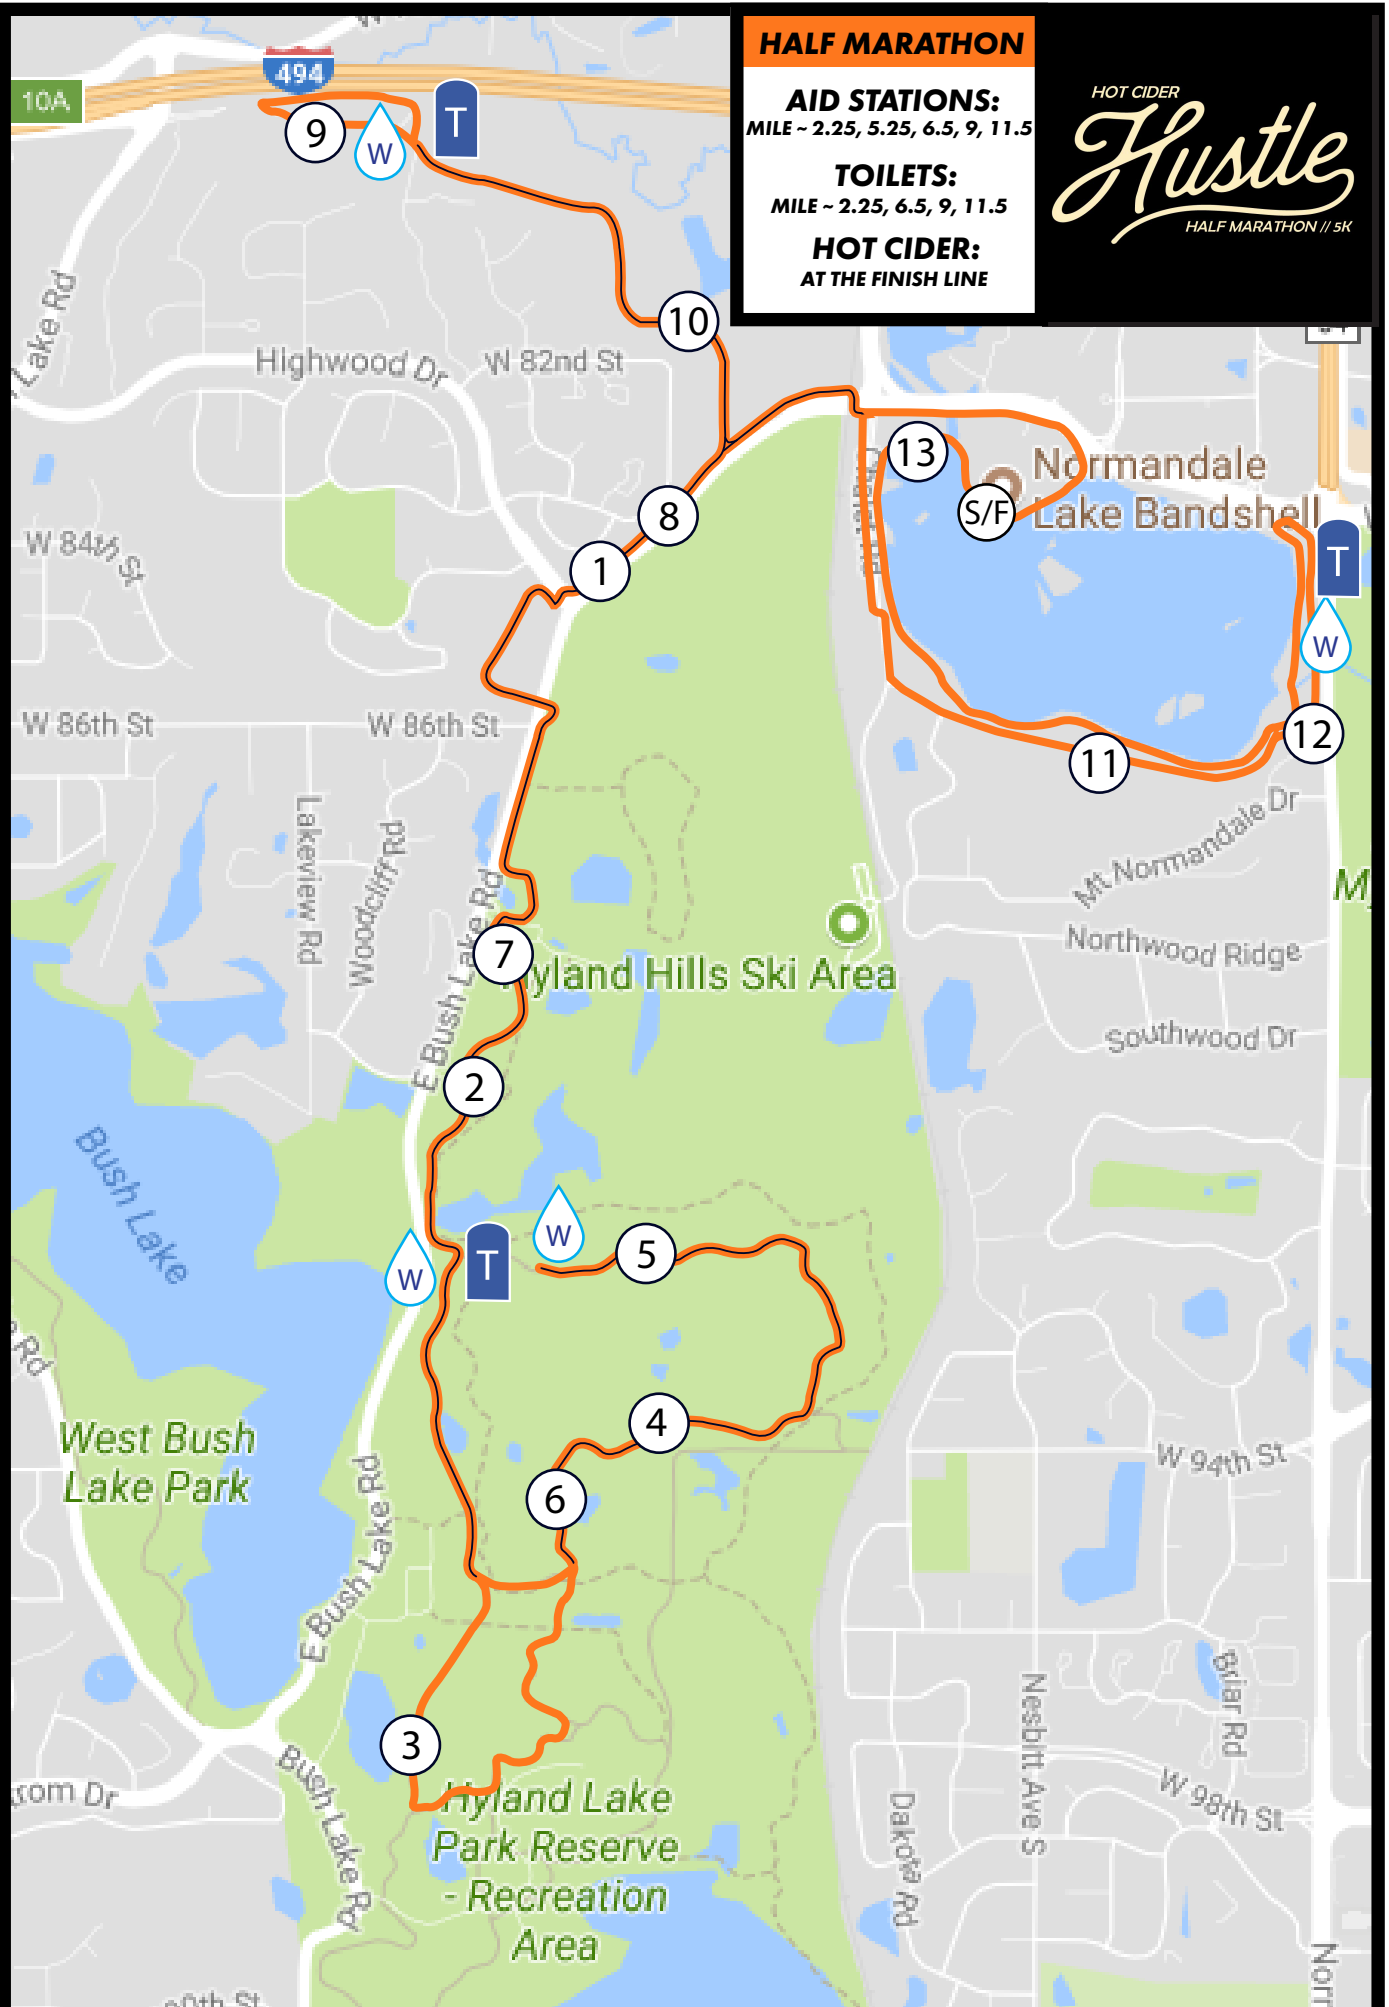 HALF MARATHON
AID STATIONS:
MILE ~ 2.25, 5.25, 6.5, 9, 11.5
TOILETS:
MILE ~ 2.25, 6.5, 9, 11.5
HOT CIDER:
AT THE FINISH LINE
HOT CIDER
Hustle
HALF MARATHON // 5K
494
10A
9
W
T
10
Lake Rd
Highwood Dr
W 82nd St
13
Normandale
Lake Bandshell
S/F
8
1
T
W
W 84th St
W 86th St
W 86th St
12
11
Mt Normandale Dr
Lakeview Rd
Woodcliff Rd
E Bush Lake Rd
7
Hyland Hills Ski Area
Northwood Ridge
Southwood Dr
2
Bush Lake
W
T
W
5
Rd
4
West Bush
Lake Park
W 94th St
6
E Bush Lake Rd
3
Briar Rd
Nesbitt Ave S
W 98th St
Dakota Rd
Bush Lake Rd
Hyland Lake
Park Reserve
- Recreation
Area